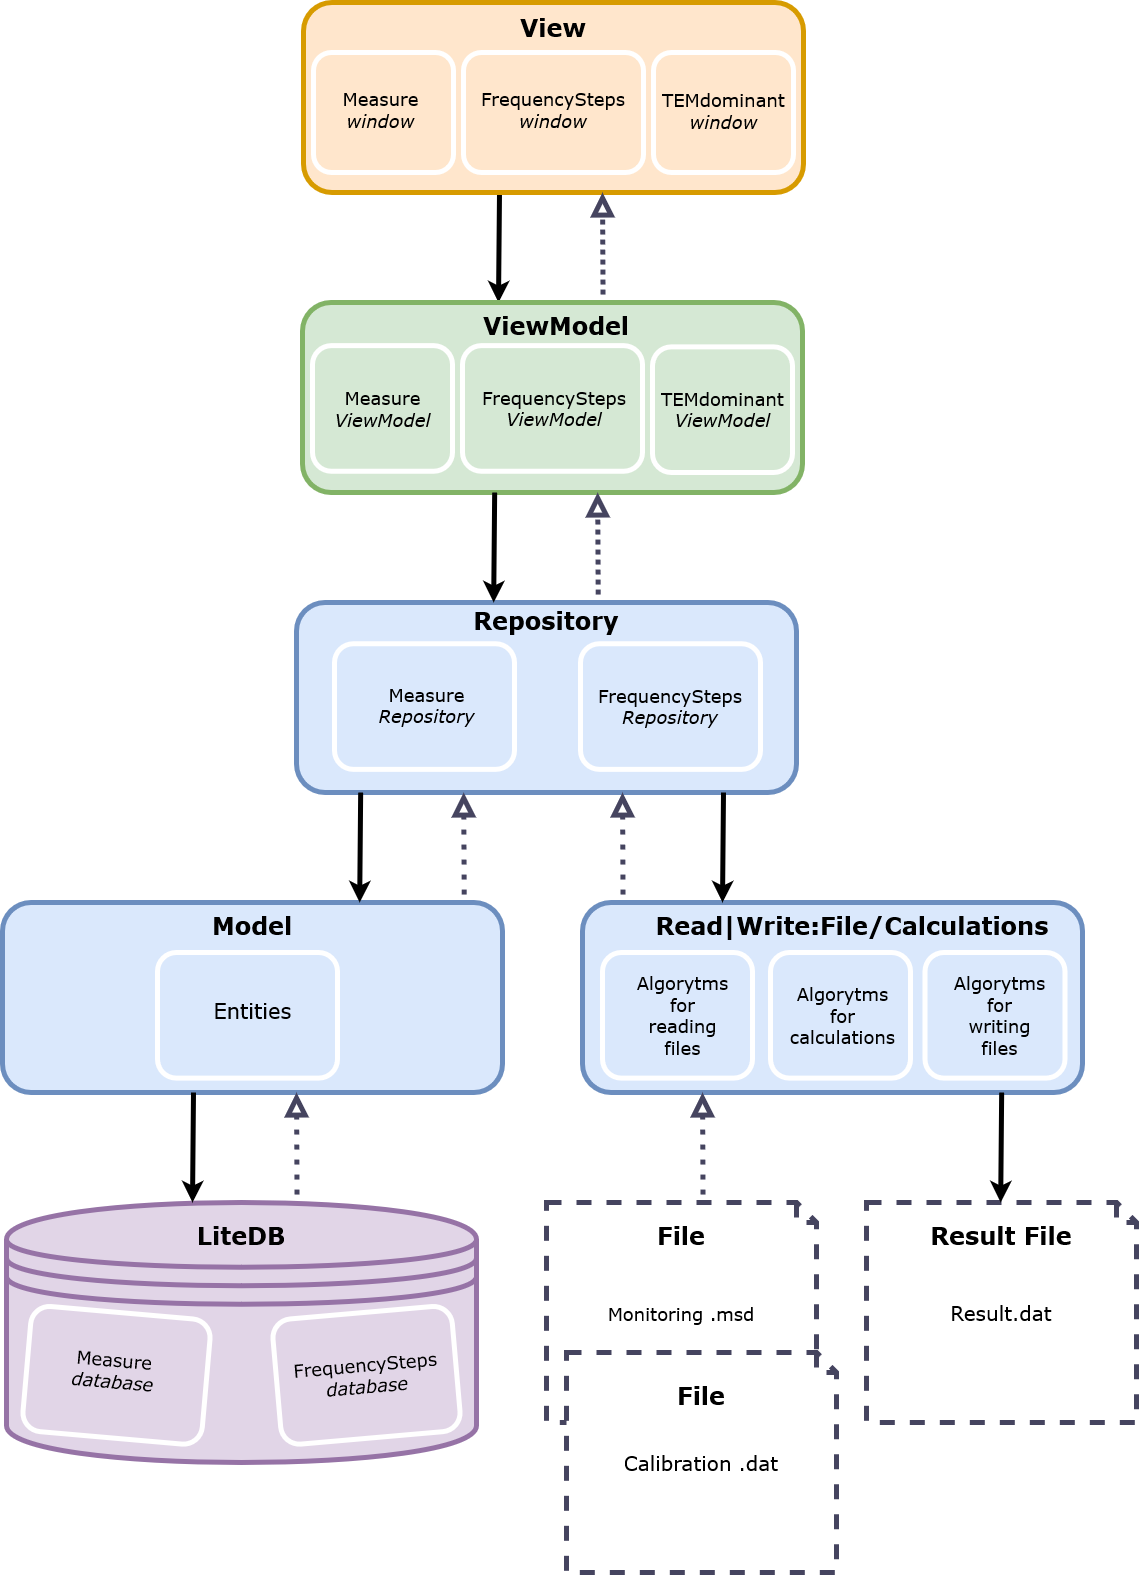 View
Measure
window
FrequencySteps
window
TEMdominant
window
ViewModel
Measure
ViewModel
FrequencySteps
ViewModel
TEMdominant
ViewModel
Repository
Measure
Repository
FrequencySteps
Repository
Model
Entities
Read|Write:File/Calculations
Algorytms
for
reading
files
Algorytms
for
calculations
Algorytms
for
writing
files
LiteDB
Measure
database
FrequencySteps
database
File
Monitoring .msd
File
Calibration .dat
Result File
Result.dat